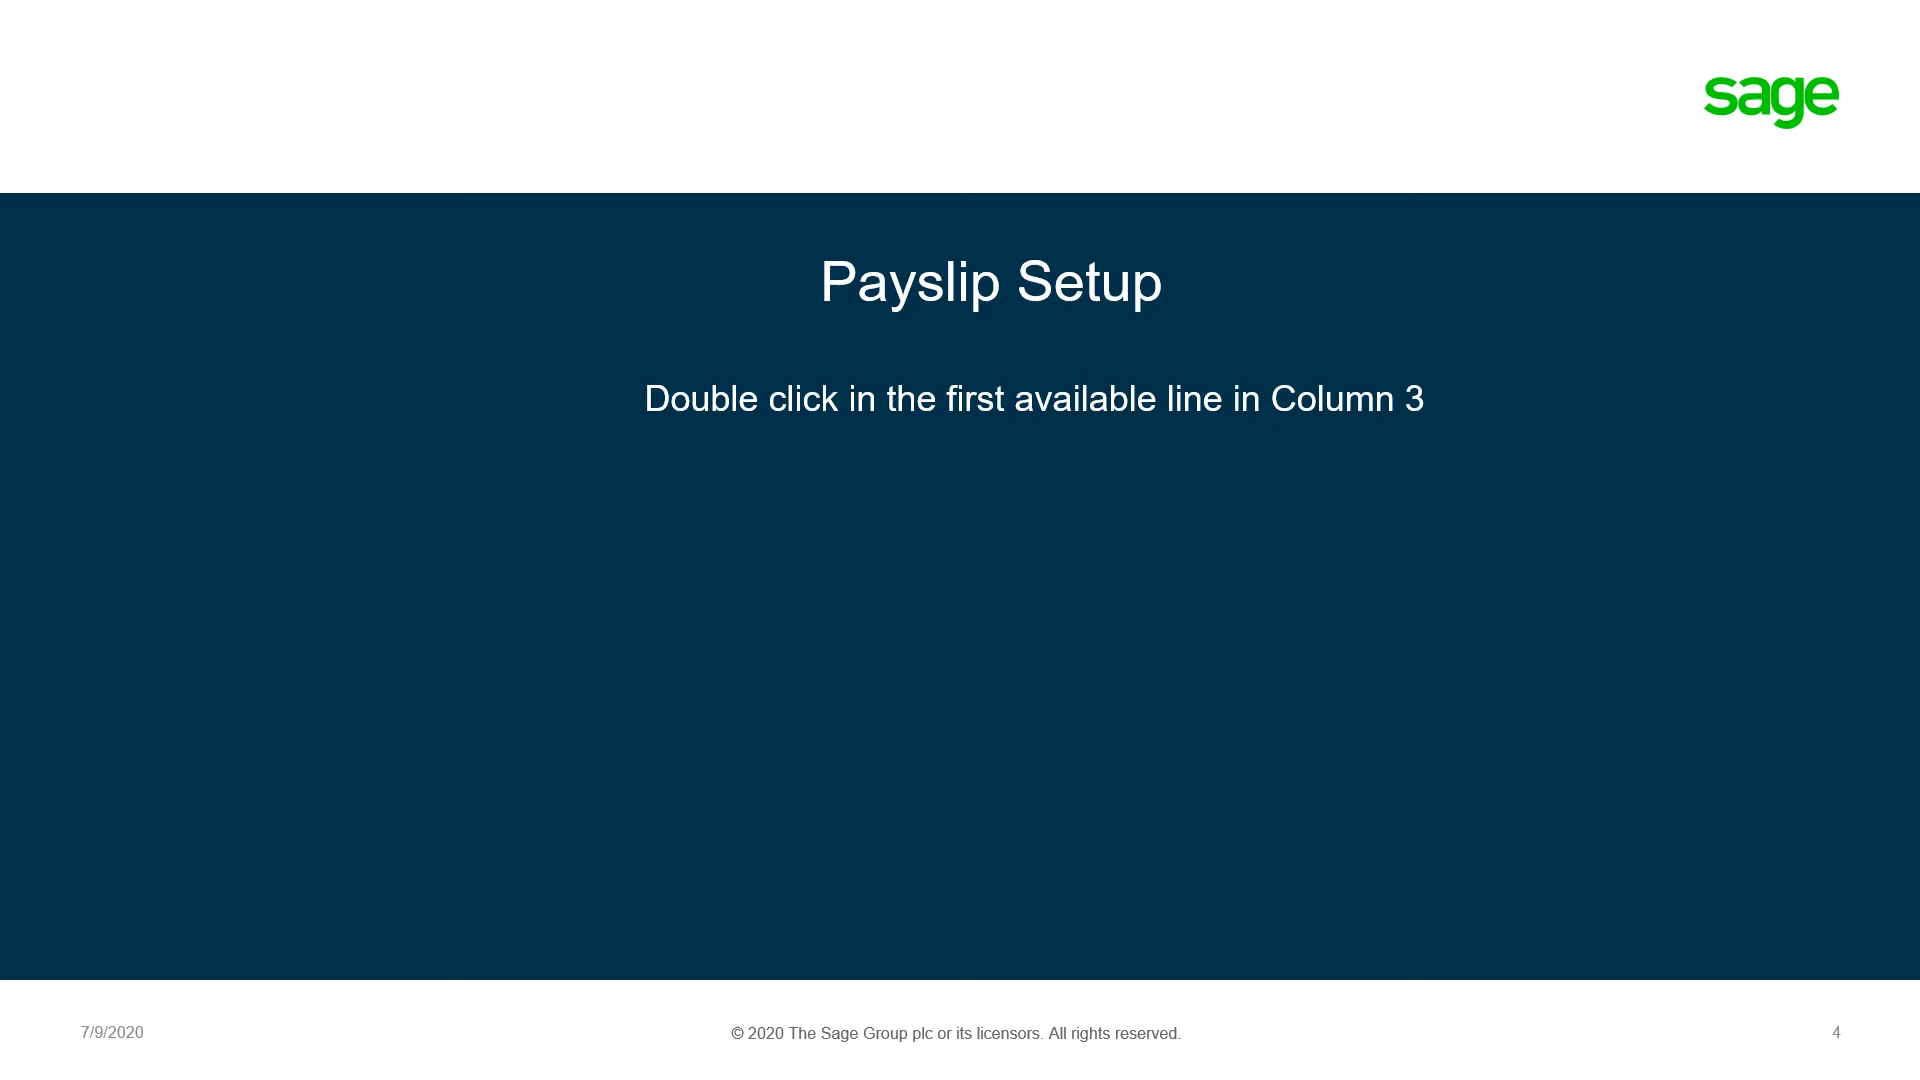 sage
Payslip Setup
Double click in the first available line in Column 3
7/9/2020
© 2020 The Sage Group plc or its licensors. All rights reserved.
4